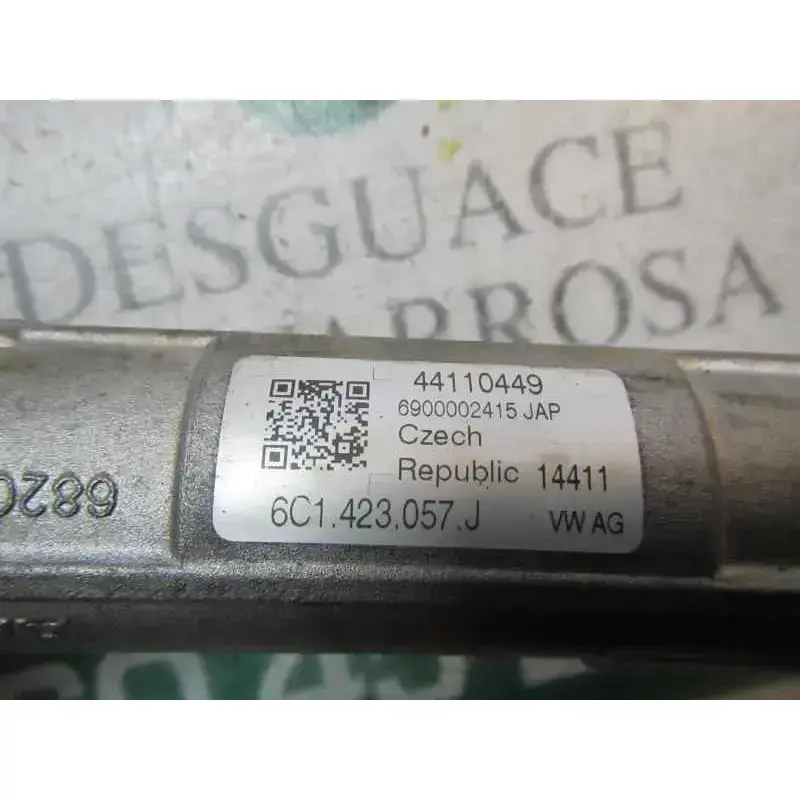 DESGUACE
44110449
6900002415 JAP
Czech
Republic 14411
6C1.423.057.J VW AG